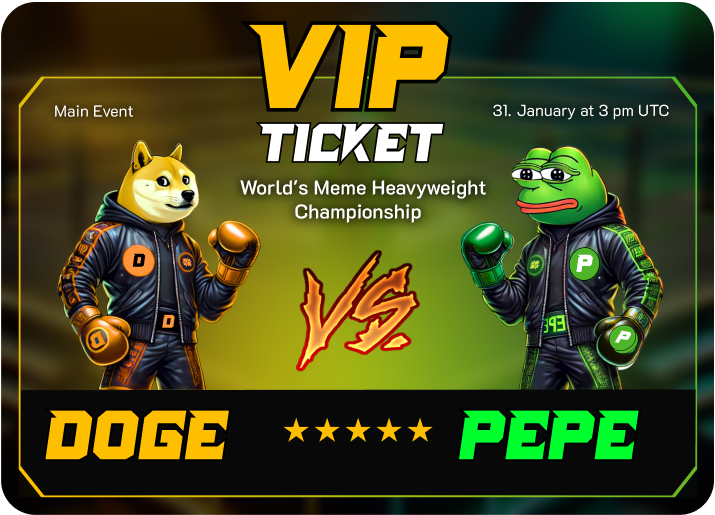 VIP
TICKET
Main Event
31. January at 3 pm UTC
World's Meme Heavyweight
Championship
D
D
D
P
P
VS.
DOGE
★★★★★
PEPE